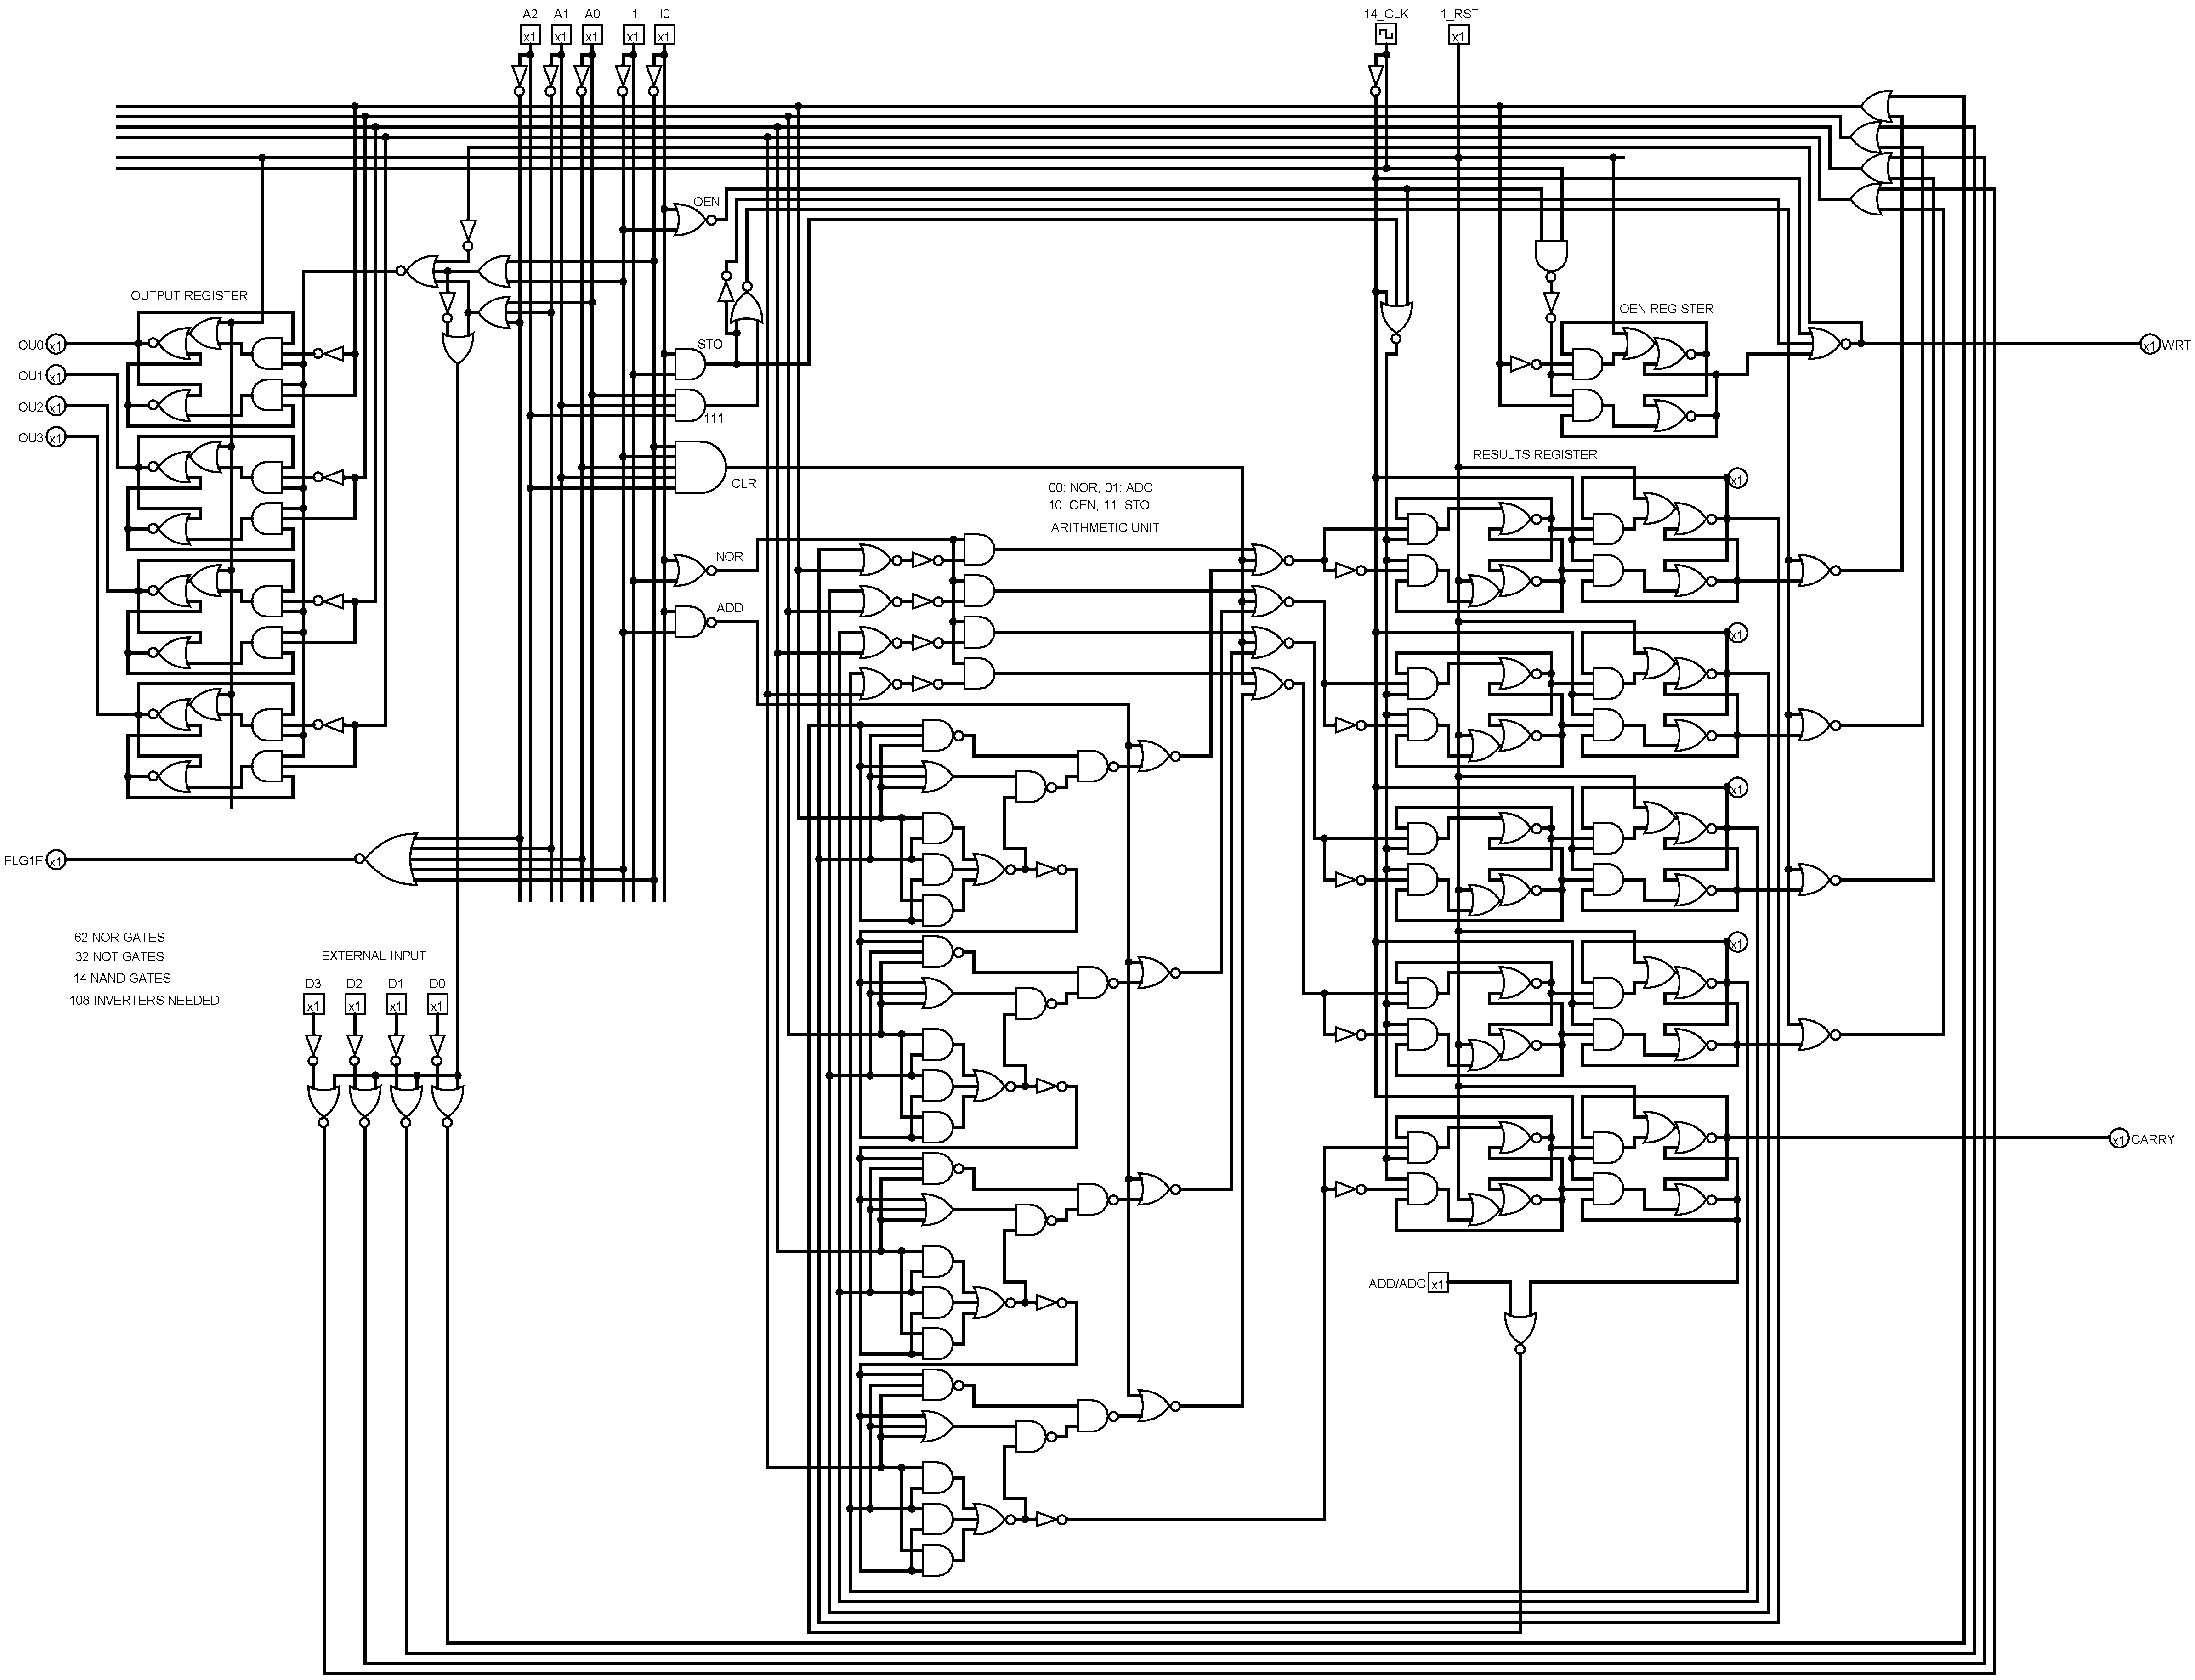 A2 A1 A0 I1 I0 14_CLK 1_RST
x1 x1 x1 x1 x1 x1
OEN
OUTPUT REGISTER
OEN REGISTER
OU0 x1
x1 WRT
STO
OU1 x1
OU2 x1
111
OU3 x1
RESULTS REGISTER
x1
CLR
00: NOR, 01: ADC
10: OEN, 11: STO
ARITHMETIC UNIT
NOR
ADD
x1
x1
FLG1F x1
62 NOR GATES
x1
32 NOT GATES
EXTERNAL INPUT
14 NAND GATES
D3 D2 D1 D0
108 INVERTERS NEEDED
x1 x1 x1 x1
x1 CARRY
ADD/ADC x1